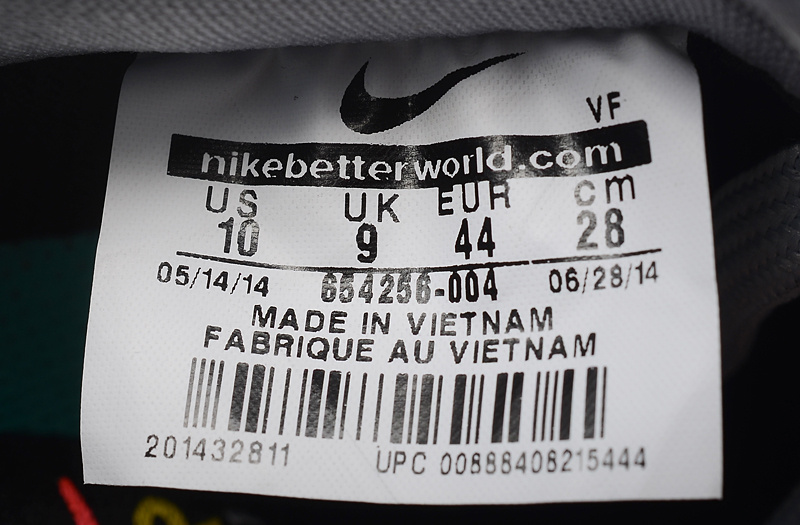 VF
nikebetterworld.com
US UK EUR cm
10 9 44 28
05/14/14 654256-004 06/28/14
MADE IN VIETNAM
FABRIQUE AU VIETNAM
201432811 UPC 00888408215444